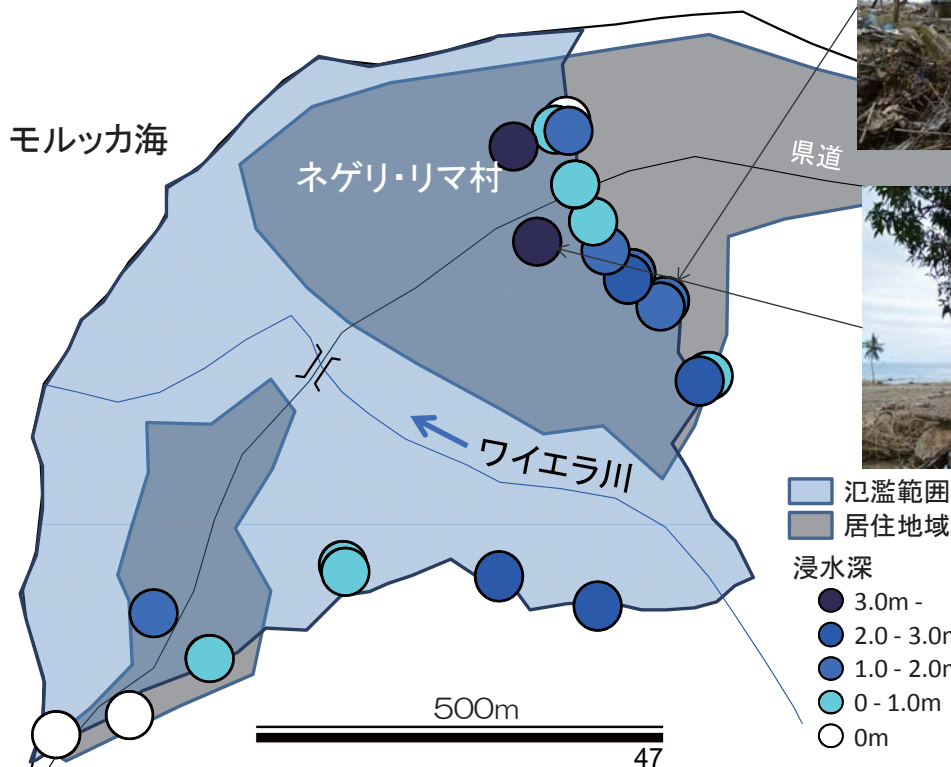 モルッカ海
ネゲリ・リマ村
県道
ワイエラ川
氾濫範囲
居住地域
浸水深
3.0m -
2.0 - 3.0m
1.0 - 2.0m
0 - 1.0m
0m
500m
47